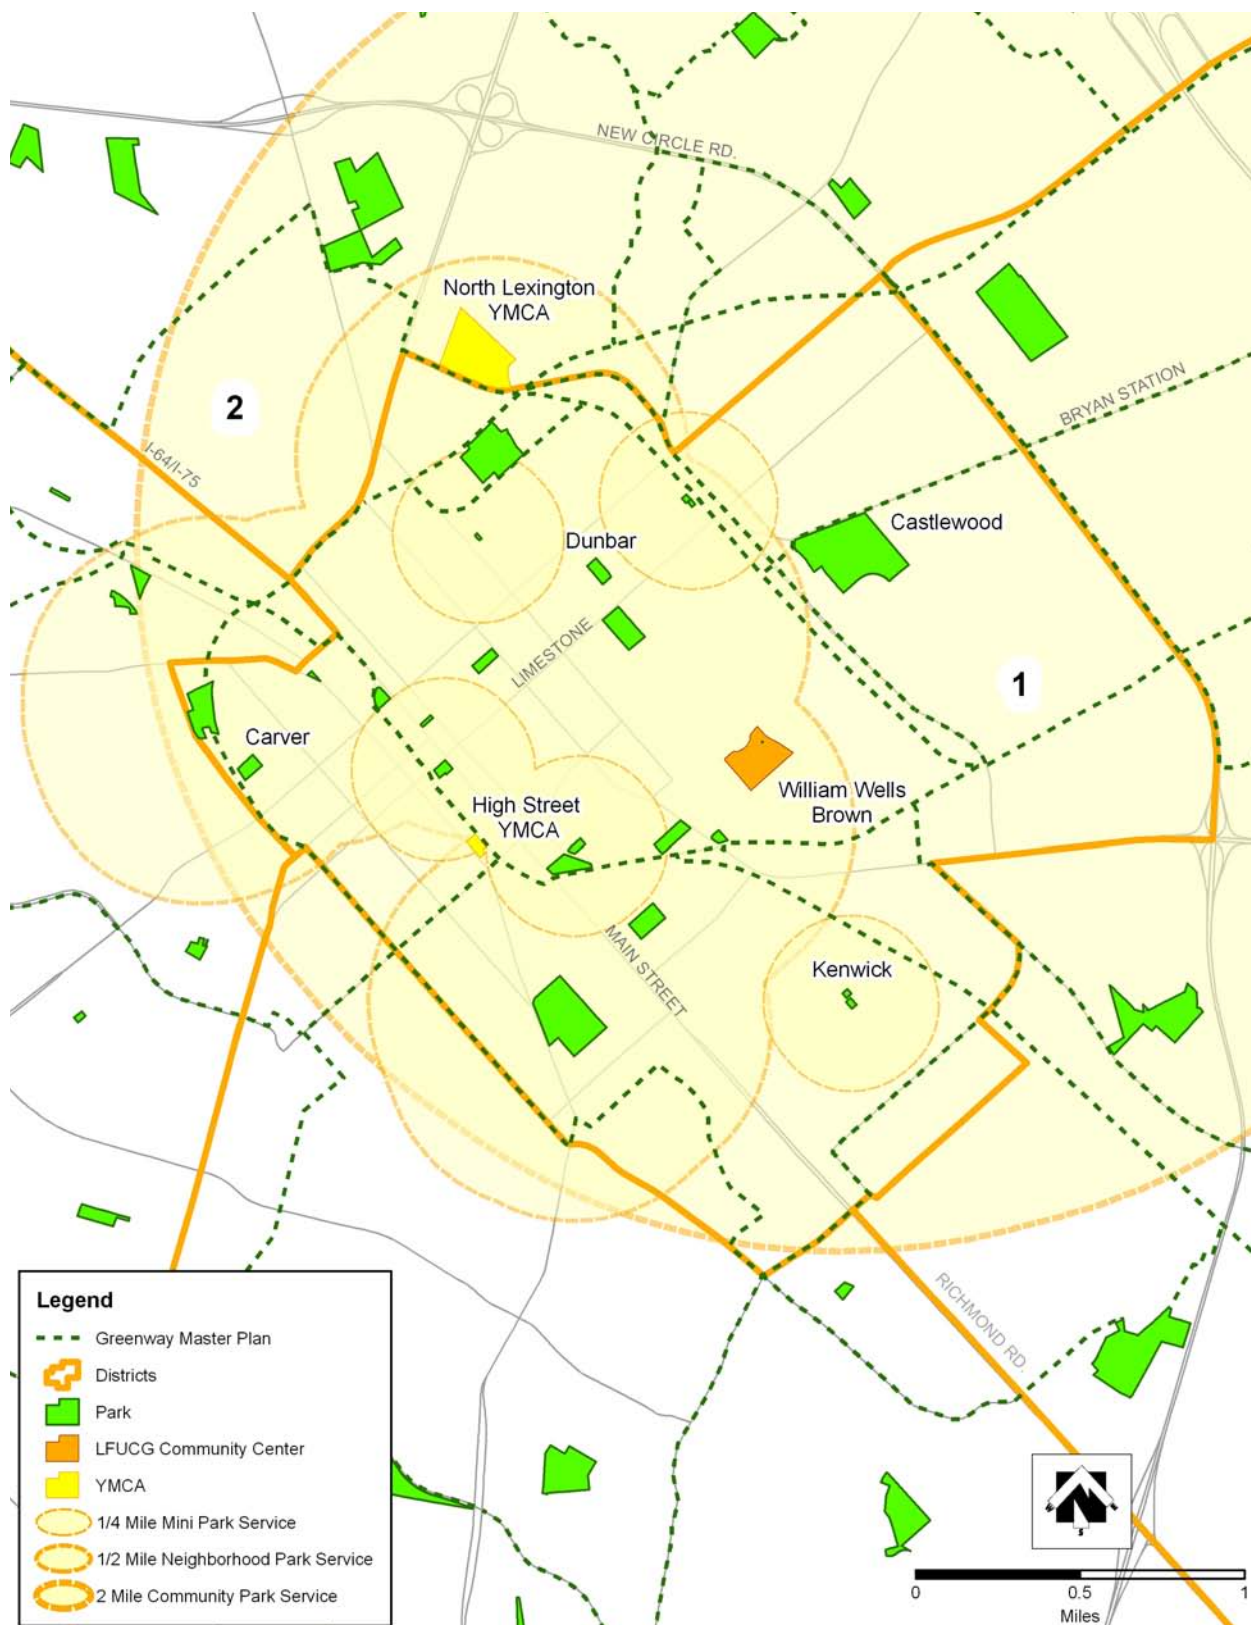 NEW CIRCLE RD.
North Lexington
YMCA
2
I-64/I-75
BRYAN STATION
Castlewood
Dunbar
LIMESTONE
1
Carver
William Wells
Brown
High Street
YMCA
MAIN STREET
Kenwick
RICHMOND RD.
Legend
Greenway Master Plan
Districts
Park
LFUCG Community Center
YMCA
1/4 Mile Mini Park Service
1/2 Mile Neighborhood Park Service
2 Mile Community Park Service
S
0 0.5 1
Miles